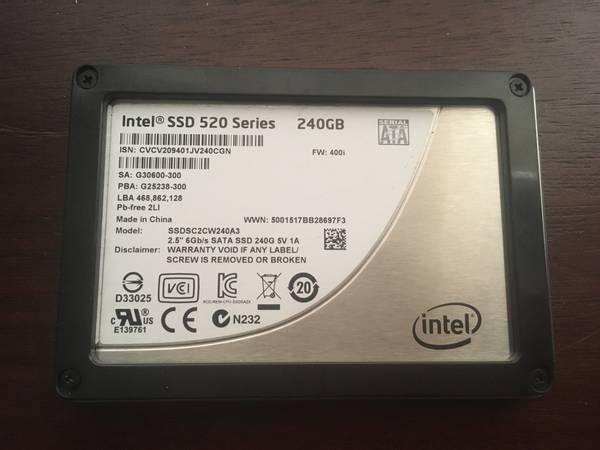 Intel® SSD 520 Series 240GB
SERIAL
ATA
ISN: CVCV209401JV240CGN FW: 400i
SA: G30600-300
PBA: G25238-300
LBA 468,862,128
Pb-free 2LI
Made in China WWN: 5001517BB28697F3
Model: SSDSC2CW240A3
2.5" 6Gb/s SATA SSD 240G 5V 1A
Disclaimer: WARRANTY VOID IF ANY LABEL/
SCREW IS REMOVED OR BROKEN
D33025
VCI
20
c RU US
E139761
CE
N232
intel